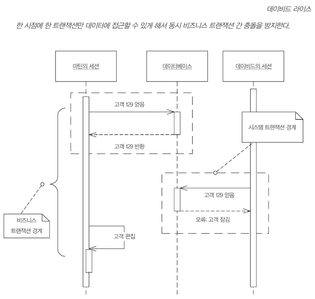 데이비드 라이스
한 시점에 한 트랜잭션만 데이터에 접근할 수 있게 해서 동시 비즈니스 트랜잭션 간 충돌을 방지한다.
마틴의 세션
데이터베이스
데이비드의 세션
고객 129 얻음
시스템 트랜잭션 경계
고객 129 반환
고객 129 얻음
비즈니스
트랜잭션 경계
오류: 고객 잠김
고객 편집